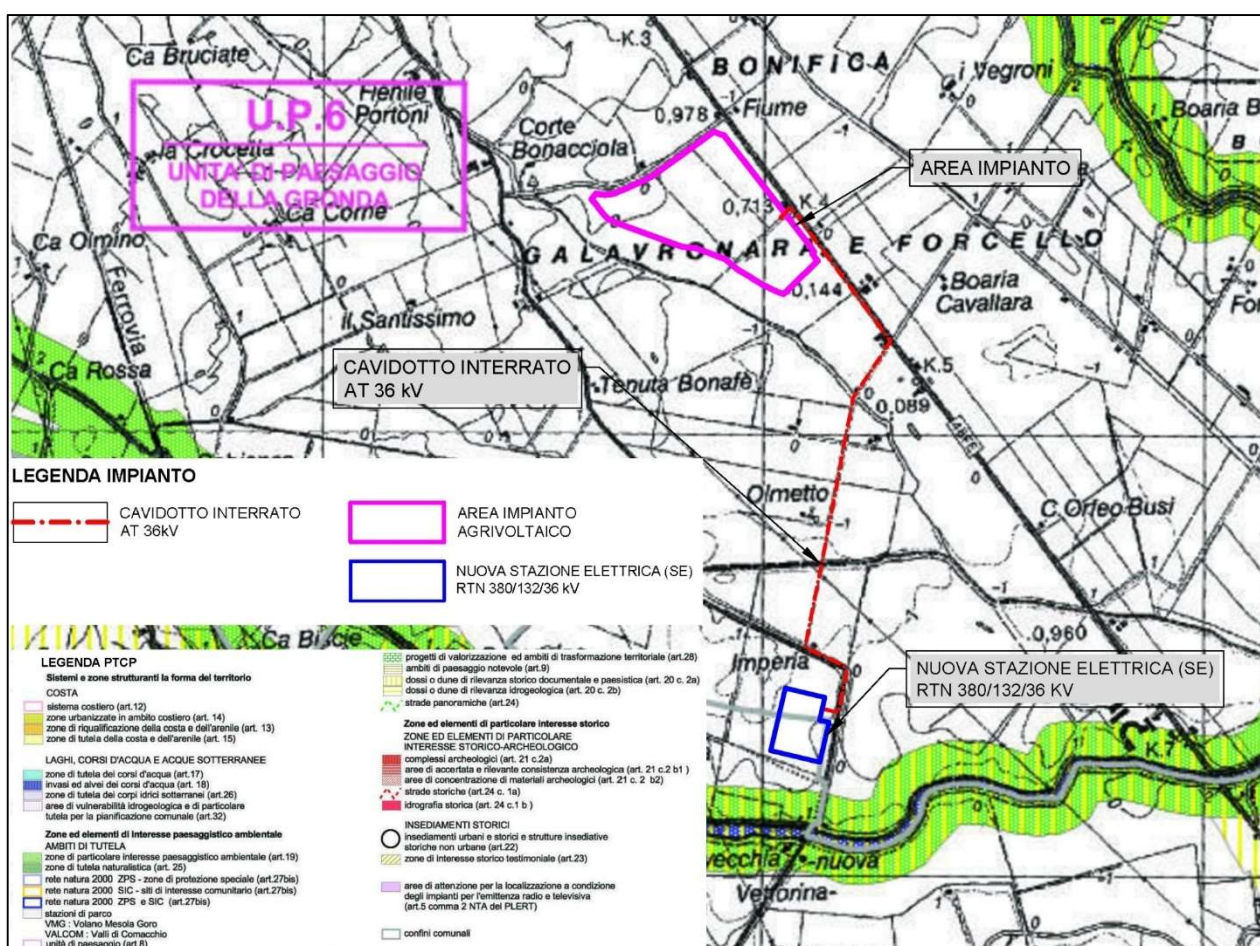 Ca Bruciate
K.3
BONIFICA
i Vegroni
U.P.6
UNITÀ DI PAESAGGIO
DELLA GRONDA
Fienile
Portoni
la Crocetta
Ca Corne
Ca Olmino
Ferrovia
Ca Rossa
Corte
Bonacciola
0,978
Fiume
Boaria B
AREA IMPIANTO
0,713
K.4
GALAVRONARA E FORCELLO
0,144
Boaria
Cavallara
Il Santissimo
CAVIDOTTO INTERRATO
AT 36 kV
Tenuta Bonafè
K.5
0,089
Olmetto
C. Orfeo Busi
0,960
Imperia
NUOVA STAZIONE ELETTRICA (SE)
RTN 380/132/36 KV
K.7
vecchia
nuova
LEGENDA IMPIANTO
CAVIDOTTO INTERRATO
AT 36kV
AREA IMPIANTO
AGRIVOLTAICO
NUOVA STAZIONE ELETTRICA (SE)
RTN 380/132/36 kV
LEGENDA PTCP
Sistemi e zone strutturanti la forma del territorio
COSTA
sistema costiero (art.12)
zone urbanizzate in ambito costiero (art. 14)
zone di riqualificazione della costa e dell'arenile (art. 13)
zone di tutela della costa e dell'arenile (art. 15)
LAGHI, CORSI D'ACQUA E ACQUE SOTTERRANEE
zone di tutela dei corsi d'acqua (art.17)
invasi ed alvei dei corsi d'acqua (art. 18)
zone di tutela dei corpi idrici sotterranei (art.26)
aree di vulnerabilità idrogeologica e di particolare
tutela per la pianificazione comunale (art.32)
Zone ed elementi di interesse paesaggistico ambientale
AMBITI DI TUTELA
zone di particolare interesse paesaggistico ambientale (art.19)
zone di tutela naturalistica (art. 25)
rete natura 2000 ZPS - zone di protezione speciale (art.27bis)
rete natura 2000 SIC - siti di interesse comunitario (art.27bis)
rete natura 2000 ZPS e SIC (art.27bis)
stazioni di parco
VMG : Volano Mesola Goro
VALCOM : Valli di Comacchio
unità di paesaggio (art.8)
progetti di valorizzazione ed ambiti di trasformazione territoriale (art.28)
ambiti di paesaggio notevole (art.9)
dossi o dune di rilevanza storico documentale e paesistica (art. 20 c. 2a)
dossi o dune di rilevanza idrogeologica (art. 20 c. 2b)
strade panoramiche (art.24)
Zone ed elementi di particolare interesse storico
ZONE ED ELEMENTI DI PARTICOLARE
INTERESSE STORICO-ARCHEOLOGICO
complessi archeologici (art. 21 c.2a)
aree di accertata e rilevante consistenza archeologica (art. 21 c.2 b1 )
aree di concentrazione di materiali archeologici (art. 21 c. 2 b2)
strade storiche (art.24 c. 1a)
idrografia storica (art. 24 c.1 b )
INSEDIAMENTI STORICI
insediamenti urbani e storici e strutture insediative
storiche non urbane (art.22)
zone di interesse storico testimoniale (art.23)
aree di attenzione per la localizzazione a condizione
degli impianti per l'emittenza radio e televisiva
(art.5 comma 2 NTA del PLERT)
confini comunali